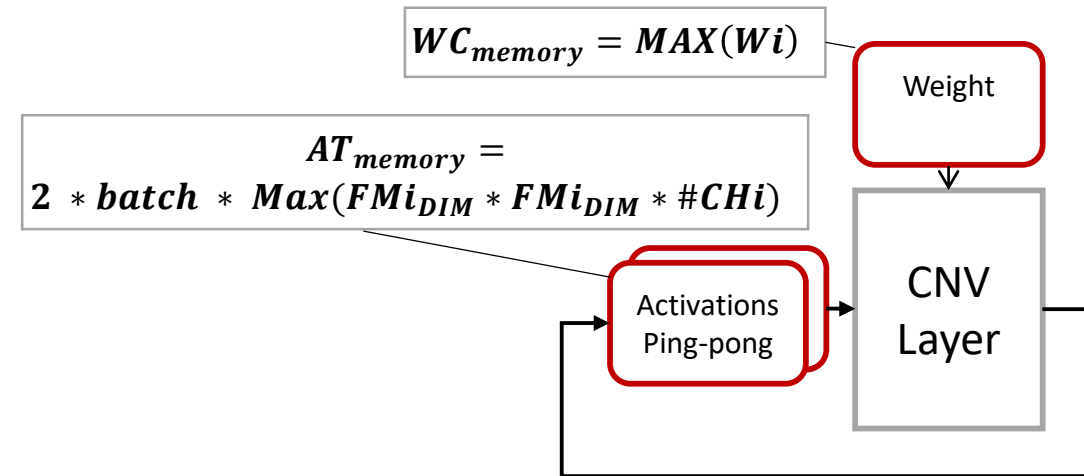 WC_memory = MAX(Wi)
Weight
AT_memory =
2 * batch * Max(FMi_DIM * FMi_DIM * #CHi)
CNV
Layer
Activations
Ping-pong